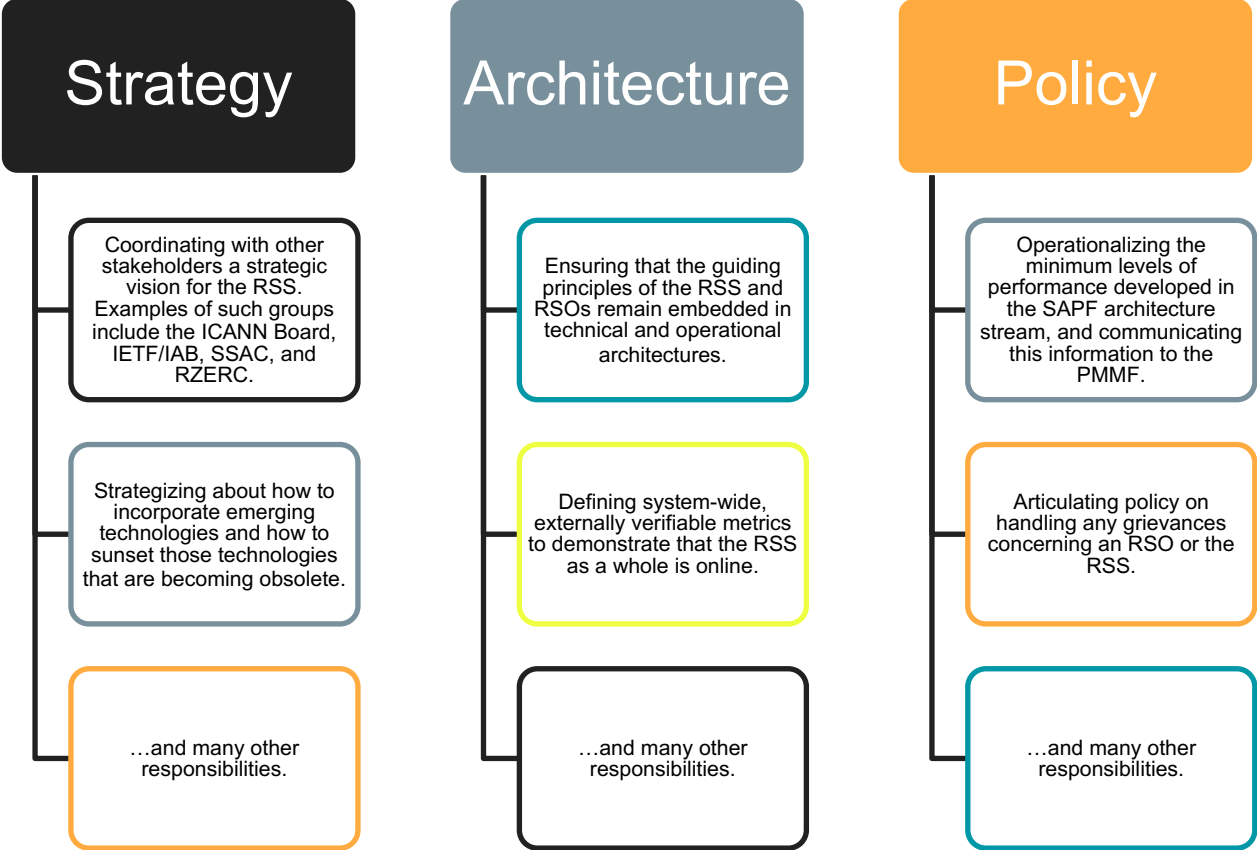 Strategy
Coordinating with other
stakeholders a strategic
vision for the RSS.
Examples of such groups
include the ICANN Board,
IETF/IAB, SSAC, and
RZERC.
Strategizing about how to
incorporate emerging
technologies and how to
sunset those technologies
that are becoming obsolete.
…and many other
responsibilities.
Architecture
Ensuring that the guiding
principles of the RSS and
RSOs remain embedded in
technical and operational
architectures.
Defining system-wide,
externally verifiable metrics
to demonstrate that the RSS
as a whole is online.
…and many other
responsibilities.
Policy
Operationalizing the
minimum levels of
performance developed in
the SAPF architecture
stream, and communicating
this information to the
PMMF.
Articulating policy on
handling any grievances
concerning an RSO or the
RSS.
…and many other
responsibilities.